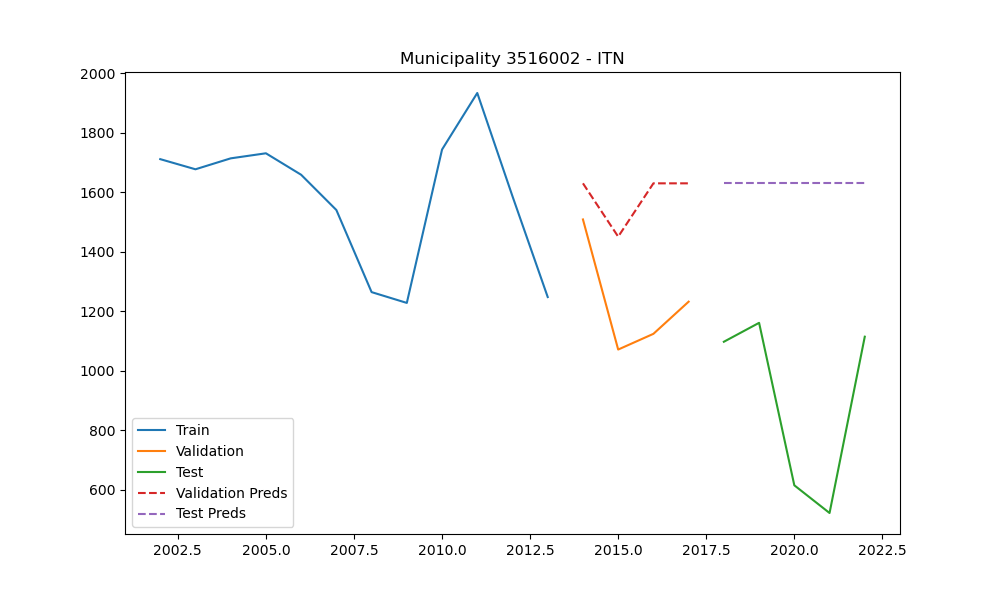 Municipality 3516002 - ITN
2000
1800
1600
1400
1200
1000
800
600
Train
Validation
Test
Validation Preds
Test Preds
2002.5 2005.0 2007.5 2010.0 2012.5 2015.0 2017.5 2020.0 2022.5